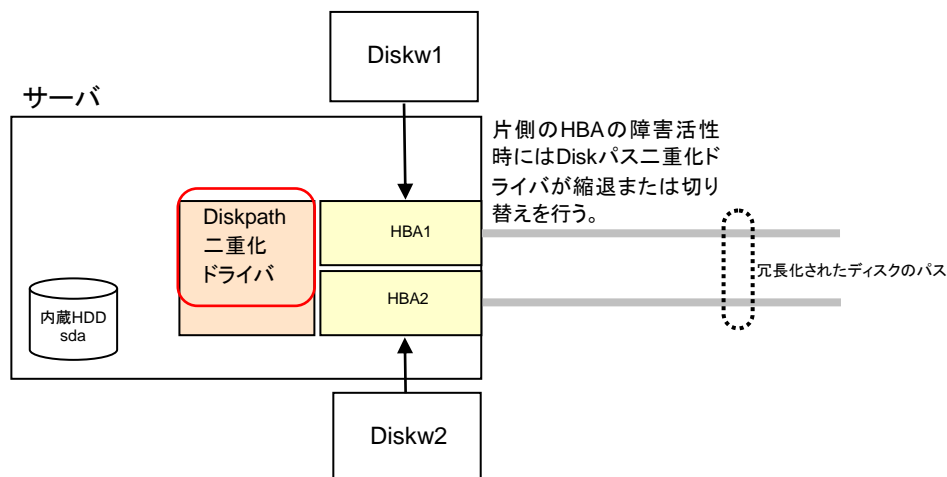 Diskw1
サーバ
片側のHBAの障害活性
時にはDiskパス二重化ド
ライバが縮退または切り
替えを行う。
Diskpath
二重化
ドライバ
HBA1
HBA2
冗長化されたディスクのパス
内蔵HDD
sda
Diskw2